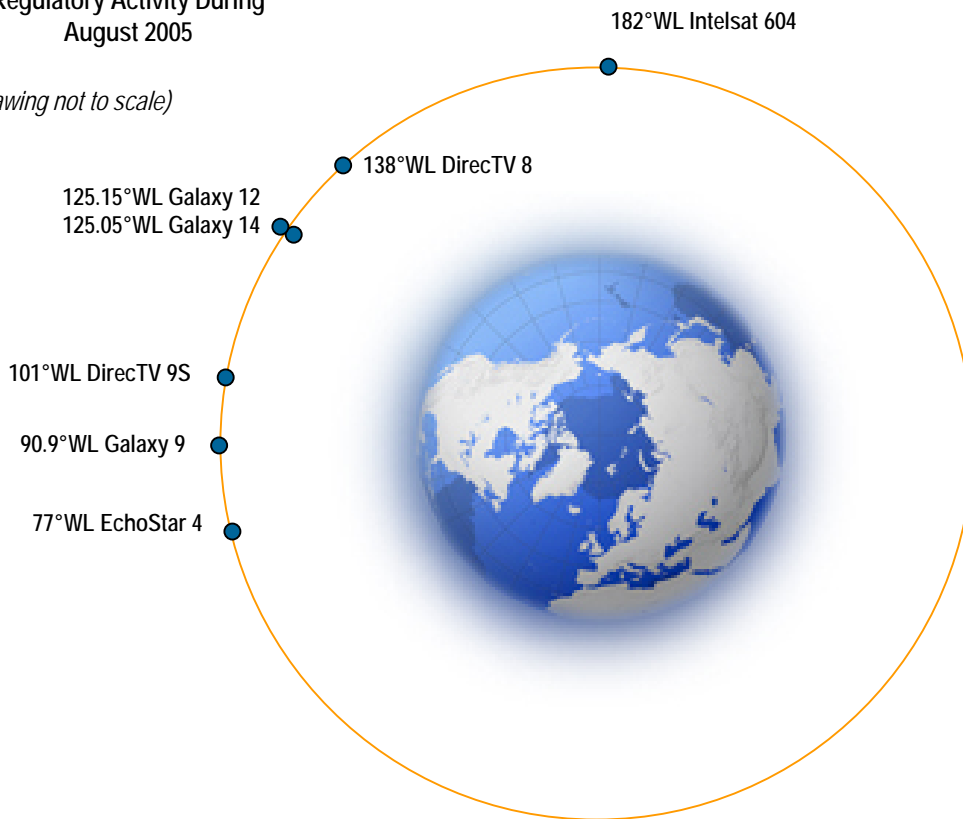 Regulatory Activity During
August 2005
182°WL Intelsat 604
(Drawing not to scale)
138°WL DirecTV 8
125.15°WL Galaxy 12
125.05°WL Galaxy 14
101°WL DirecTV 9S
90.9°WL Galaxy 9
77°WL EchoStar 4